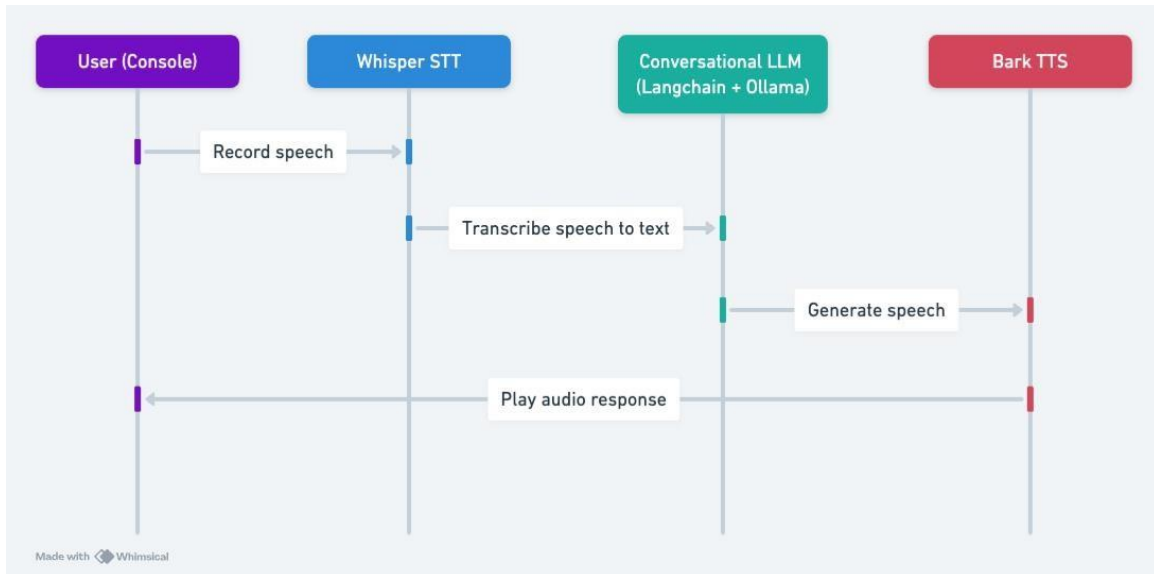 User (Console)
Whisper STT
Conversational LLM
(Langchain + Ollama)
Bark TTS
Record speech
Transcribe speech to text
Generate speech
Play audio response
Made with Whimsical